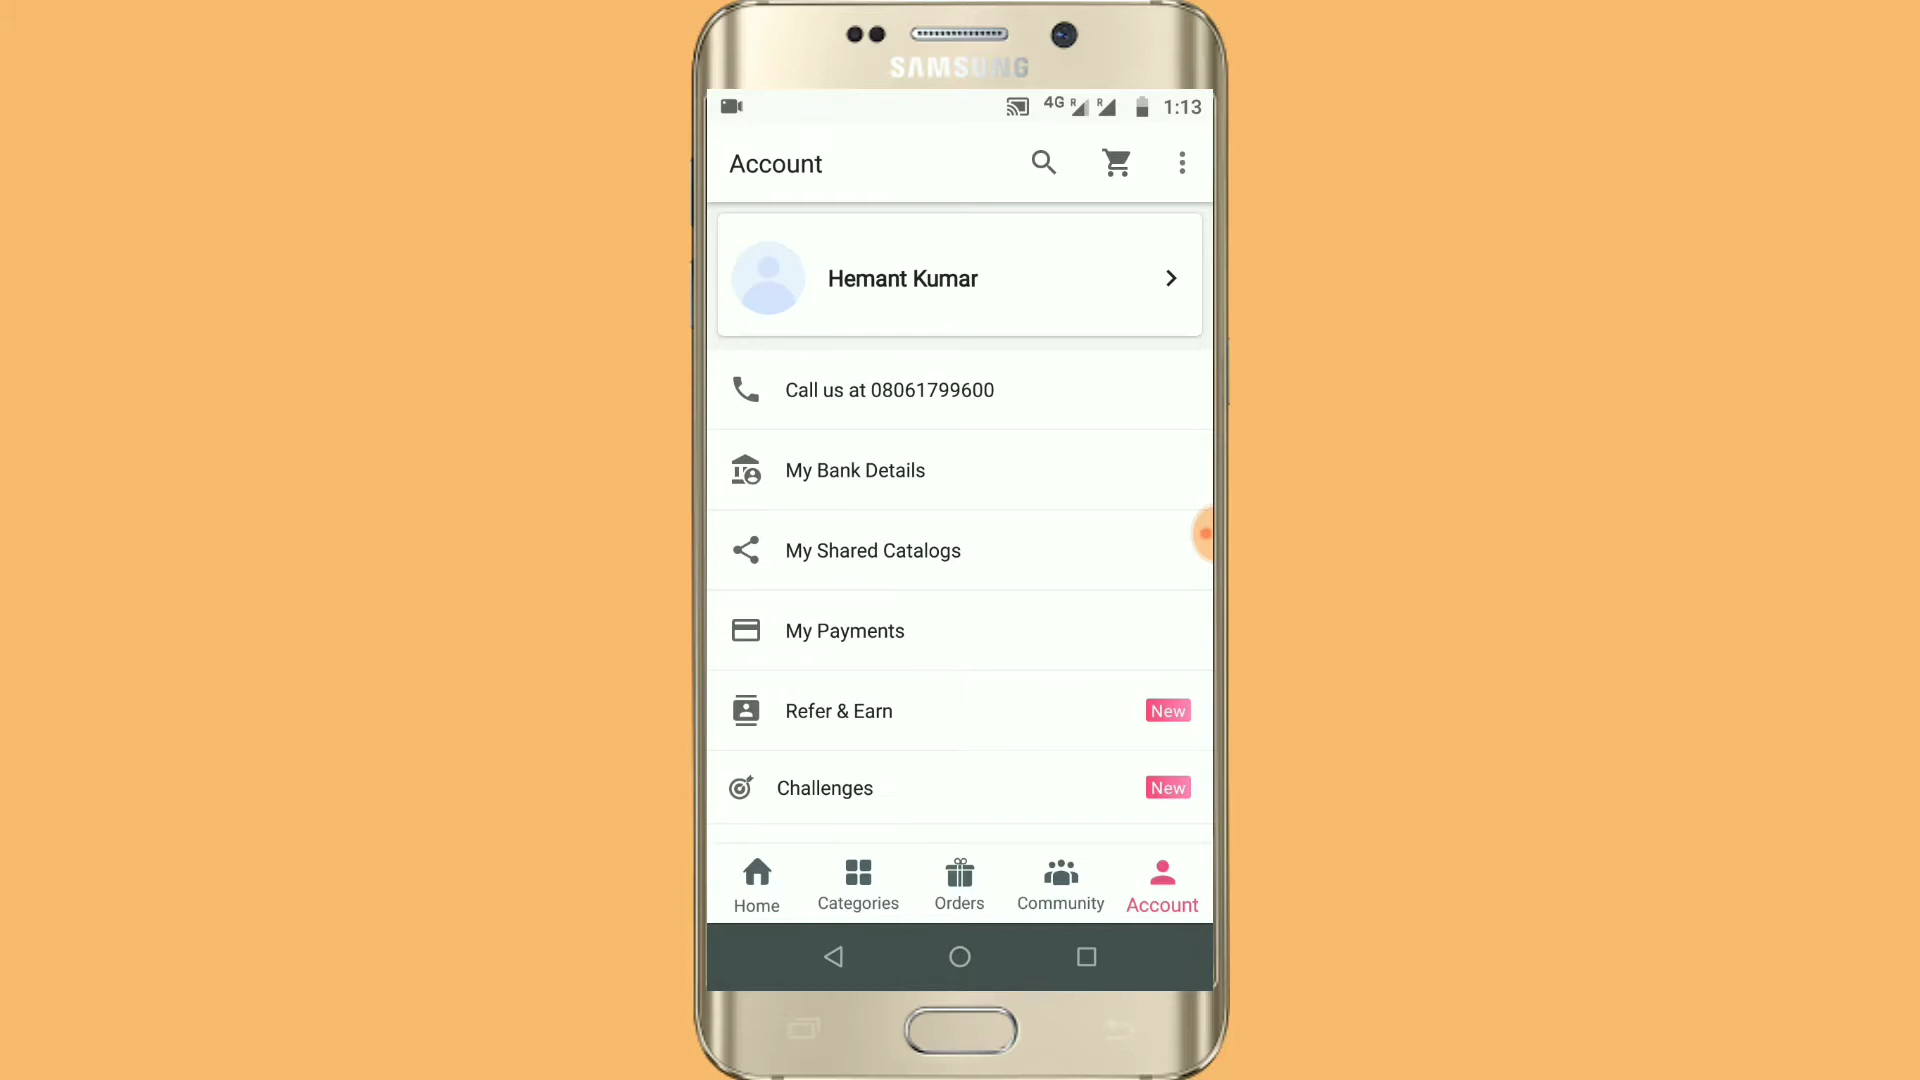 SAMSUNG
4G R R 1:13
Account
Hemant Kumar
Call us at 08061799600
My Bank Details
My Shared Catalogs
My Payments
Refer & Earn New
Challenges New
Home Categories Orders Community Account